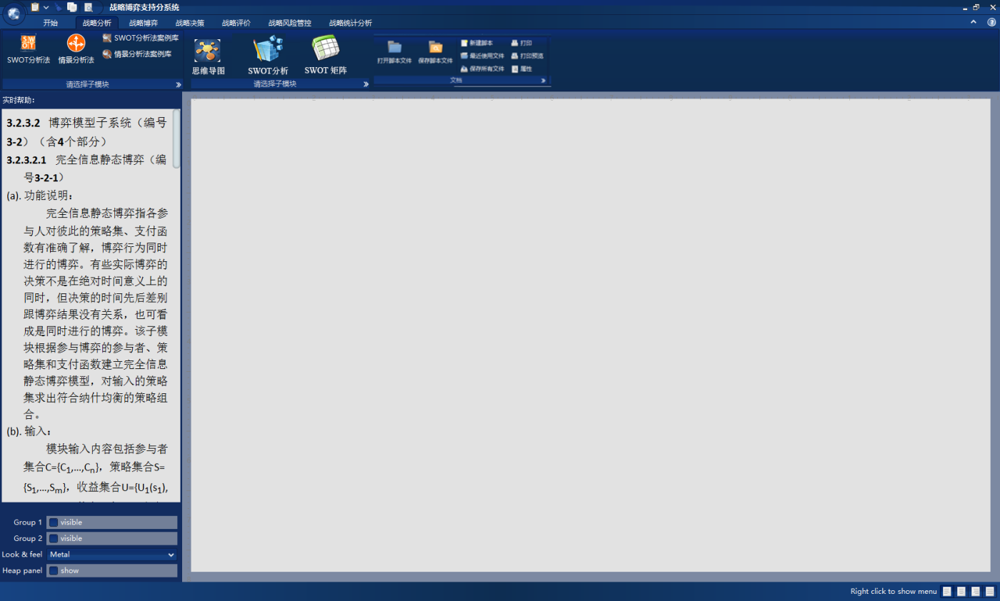 战略博弈支持分系统
开始 战略分析 战略博弈 战略决策 战略评价 战略风险管控 战略统计分析
SWOT分析法
情景分析法
SWOT分析法案例库
情景分析法案例库
请选择子模块
思维导图
SWOT分析
SWOT 矩阵
请选择子模块
打开脚本文件
保存脚本文件
新建脚本
最近使用文件
保存所有文件
打印
打印预览
属性
文档
实时帮助:
3.2.3.2 博弈模型子系统（编号
3-2）（含4个部分）
3.2.3.2.1 完全信息静态博弈（编
号3-2-1）
(a). 功能说明：
完全信息静态博弈指各参
与人对彼此的策略集、支付函
数有准确了解，博弈行为同时
进行的博弈。有些实际博弈的
决策不是在绝对时间意义上的
同时，但决策的时间先后差别
跟博弈结果没有关系，也可看
成是同时进行的博弈。该子模
块根据参与博弈的参与者、策
略集和支付函数建立完全信息
静态博弈模型，对输入的策略
集求出符合纳什均衡的策略组
合。
(b). 输入：
模块输入内容包括参与者
集合C={C1,...,Cn}，策略集合S=
{S1,...,Sm}，收益集合U={U1(s1),
Group 1 visible
Group 2 visible
Look & feel Metal
Heap panel show
Right click to show menu